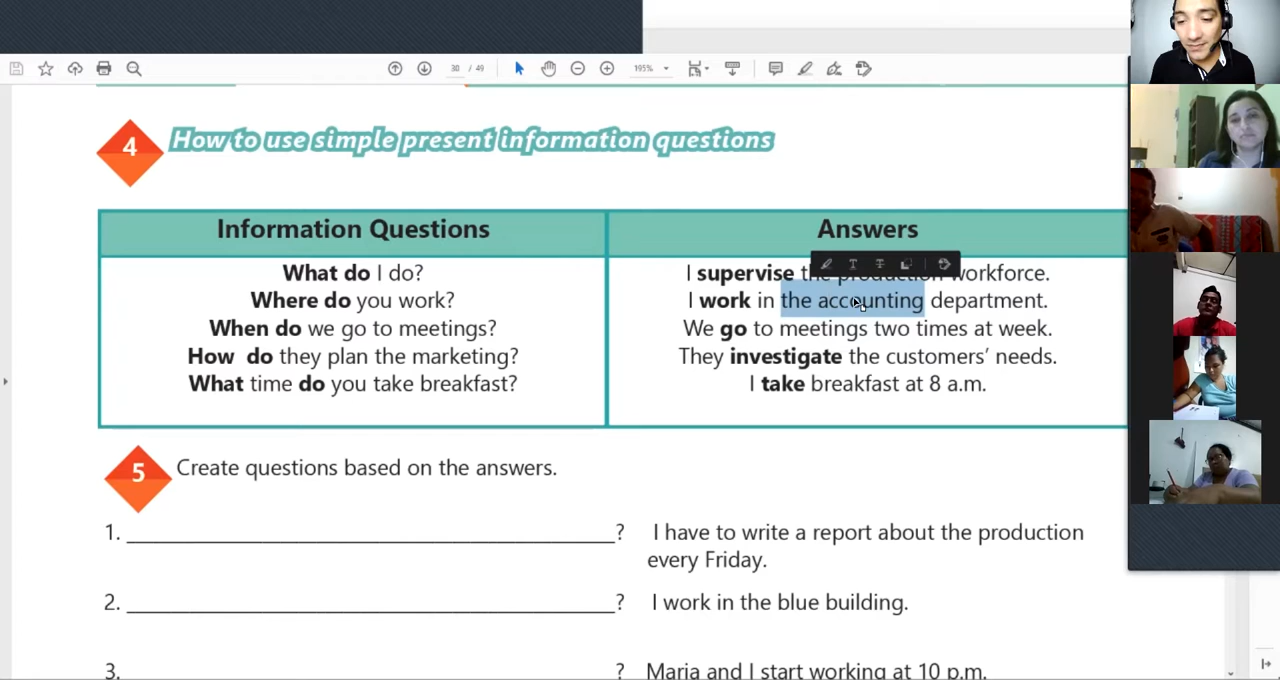 30 / 49
195%
4
How to use simple present information questions
Information Questions
Answers
What do I do?
I supervise the production workforce.
Where do you work?
I work in the accounting department.
When do we go to meetings?
We go to meetings two times at week.
How do they plan the marketing?
They investigate the customers' needs.
What time do you take breakfast?
I take breakfast at 8 a.m.
5
Create questions based on the answers.
1. ______________________________________________?
I have to write a report about the production
every Friday.
2. ______________________________________________?
I work in the blue building.
3. ______________________________________________?
Maria and I start working at 10 p.m.